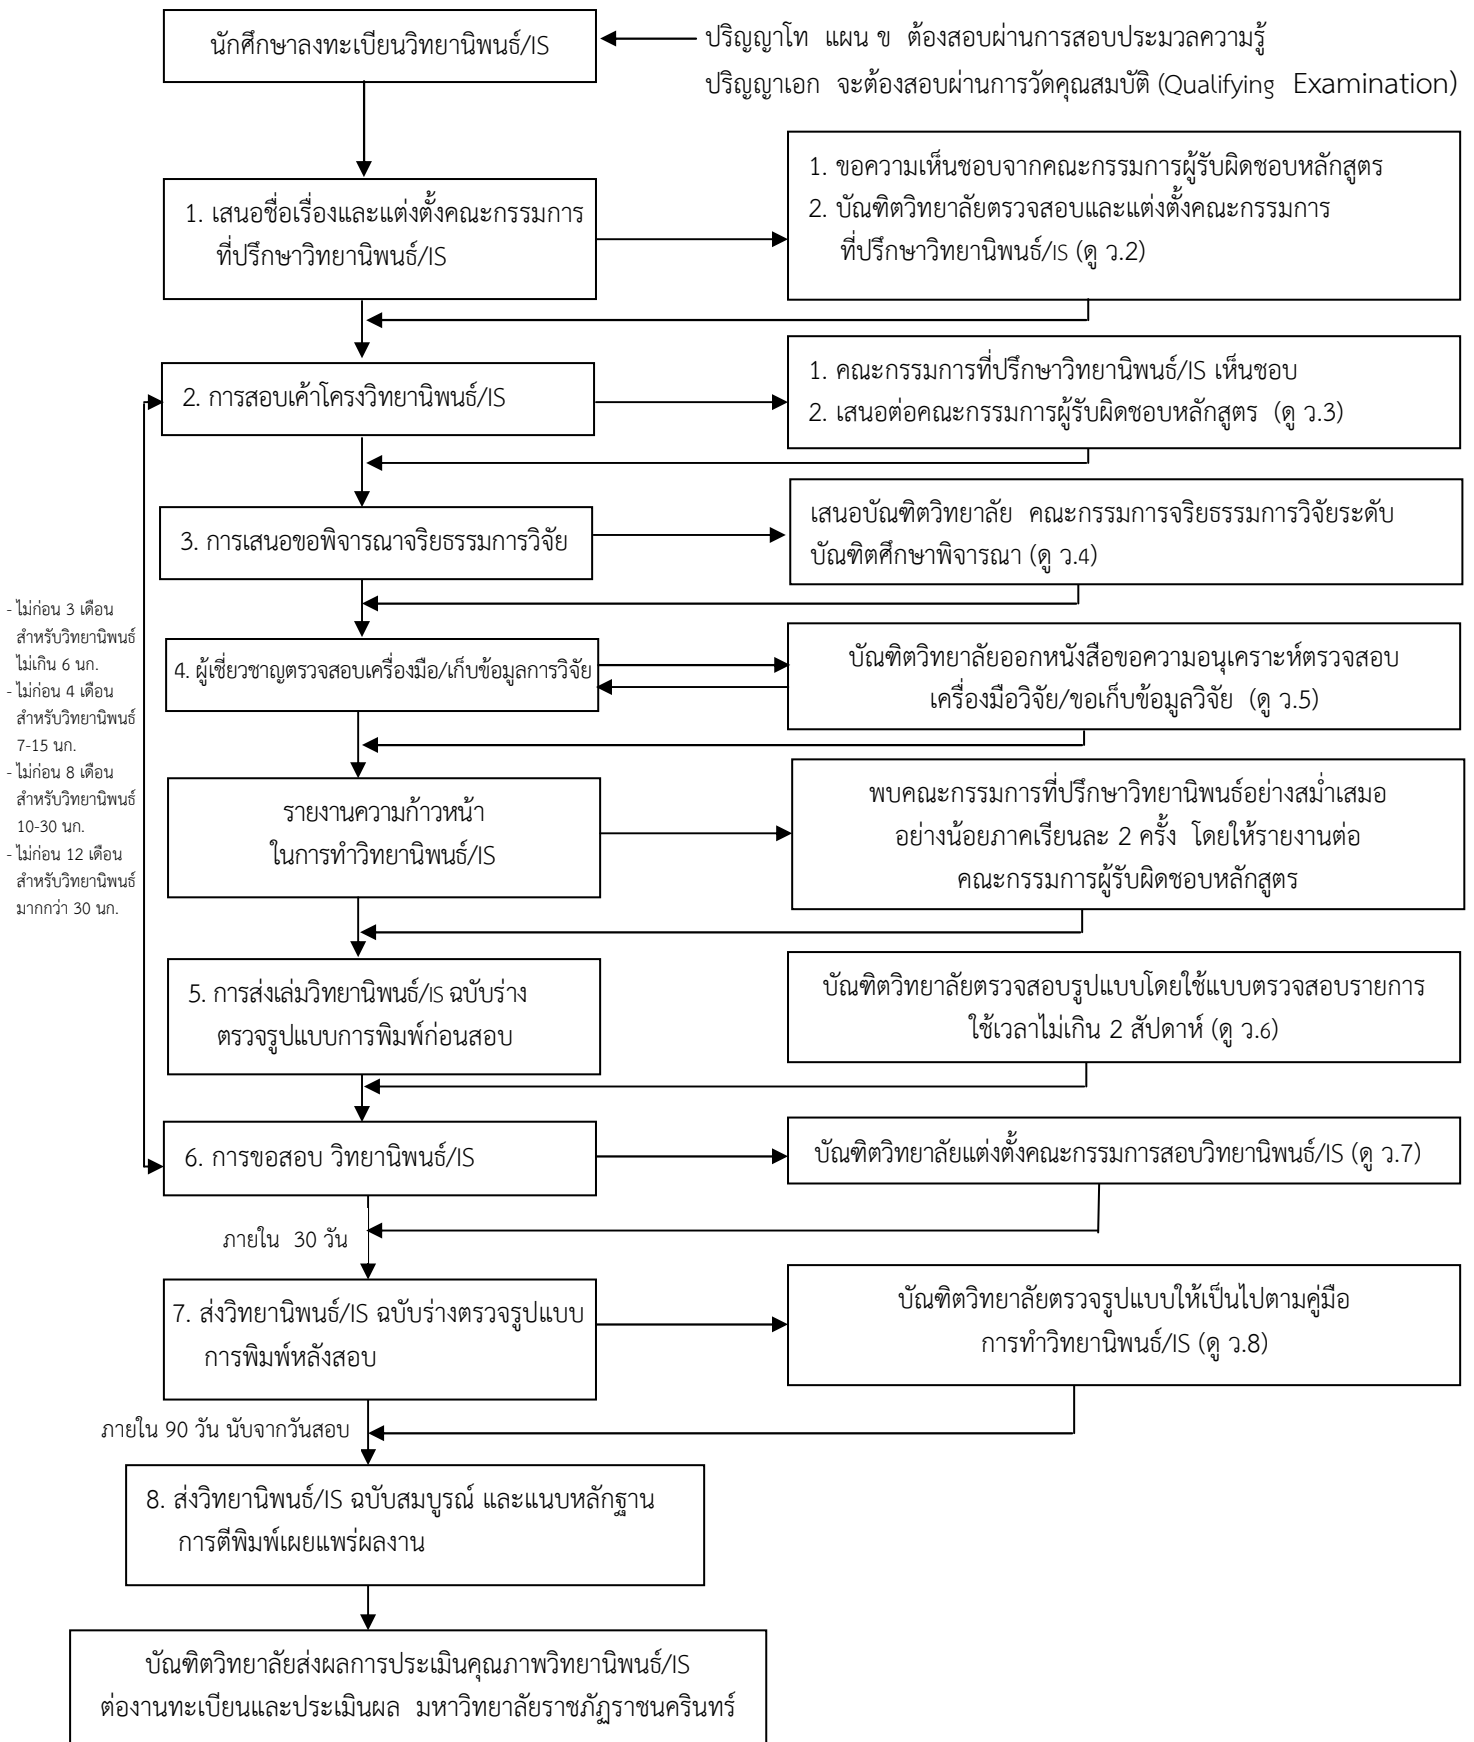 นักศึกษาลงทะเบียนวิทยานิพนธ์/IS
ปริญญาโท แผน ข ต้องสอบผ่านการสอบประมวลความรู้
ปริญญาเอก จะต้องสอบผ่านการวัดคุณสมบัติ (Qualifying Examination)
1. เสนอชื่อเรื่องและแต่งตั้งคณะกรรมการ
ที่ปรึกษาวิทยานิพนธ์/IS
1. ขอความเห็นชอบจากคณะกรรมการผู้รับผิดชอบหลักสูตร
2. บัณฑิตวิทยาลัยตรวจสอบและแต่งตั้งคณะกรรมการ
ที่ปรึกษาวิทยานิพนธ์/IS (ดู ว.2)
2. การสอบเค้าโครงวิทยานิพนธ์/IS
1. คณะกรรมการที่ปรึกษาวิทยานิพนธ์/IS เห็นชอบ
2. เสนอต่อคณะกรรมการผู้รับผิดชอบหลักสูตร (ดู ว.3)
3. การเสนอขอพิจารณาจริยธรรมการวิจัย
เสนอบัณฑิตวิทยาลัย คณะกรรมการจริยธรรมการวิจัยระดับ
บัณฑิตศึกษาพิจารณา (ดู ว.4)
- ไม่ก่อน 3 เดือน
สำหรับวิทยานิพนธ์
ไม่เกิน 6 นก.
- ไม่ก่อน 4 เดือน
สำหรับวิทยานิพนธ์
7-15 นก.
- ไม่ก่อน 8 เดือน
สำหรับวิทยานิพนธ์
10-30 นก.
- ไม่ก่อน 12 เดือน
สำหรับวิทยานิพนธ์
มากกว่า 30 นก.
4. ผู้เชี่ยวชาญตรวจสอบเครื่องมือ/เก็บข้อมูลการวิจัย
บัณฑิตวิทยาลัยออกหนังสือขอความอนุเคราะห์ตรวจสอบ
เครื่องมือวิจัย/ขอเก็บข้อมูลวิจัย (ดู ว.5)
รายงานความก้าวหน้า
ในการทำวิทยานิพนธ์/IS
พบคณะกรรมการที่ปรึกษาวิทยานิพนธ์อย่างสม่ำเสมอ
อย่างน้อยภาคเรียนละ 2 ครั้ง โดยให้รายงานต่อ
คณะกรรมการผู้รับผิดชอบหลักสูตร
5. การส่งเล่มวิทยานิพนธ์/IS ฉบับร่าง
ตรวจรูปแบบการพิมพ์ก่อนสอบ
บัณฑิตวิทยาลัยตรวจสอบรูปแบบโดยใช้แบบตรวจสอบรายการ
ใช้เวลาไม่เกิน 2 สัปดาห์ (ดู ว.6)
6. การขอสอบ วิทยานิพนธ์/IS
บัณฑิตวิทยาลัยแต่งตั้งคณะกรรมการสอบวิทยานิพนธ์/IS (ดู ว.7)
ภายใน 30 วัน
7. ส่งวิทยานิพนธ์/IS ฉบับร่างตรวจรูปแบบ
การพิมพ์หลังสอบ
บัณฑิตวิทยาลัยตรวจรูปแบบให้เป็นไปตามคู่มือ
การทำวิทยานิพนธ์/IS (ดู ว.8)
ภายใน 90 วัน นับจากวันสอบ
8. ส่งวิทยานิพนธ์/IS ฉบับสมบูรณ์ และแนบหลักฐาน
การตีพิมพ์เผยแพร่ผลงาน
บัณฑิตวิทยาลัยส่งผลการประเมินคุณภาพวิทยานิพนธ์/IS
ต่องานทะเบียนและประเมินผล มหาวิทยาลัยราชภัฏราชนครินทร์